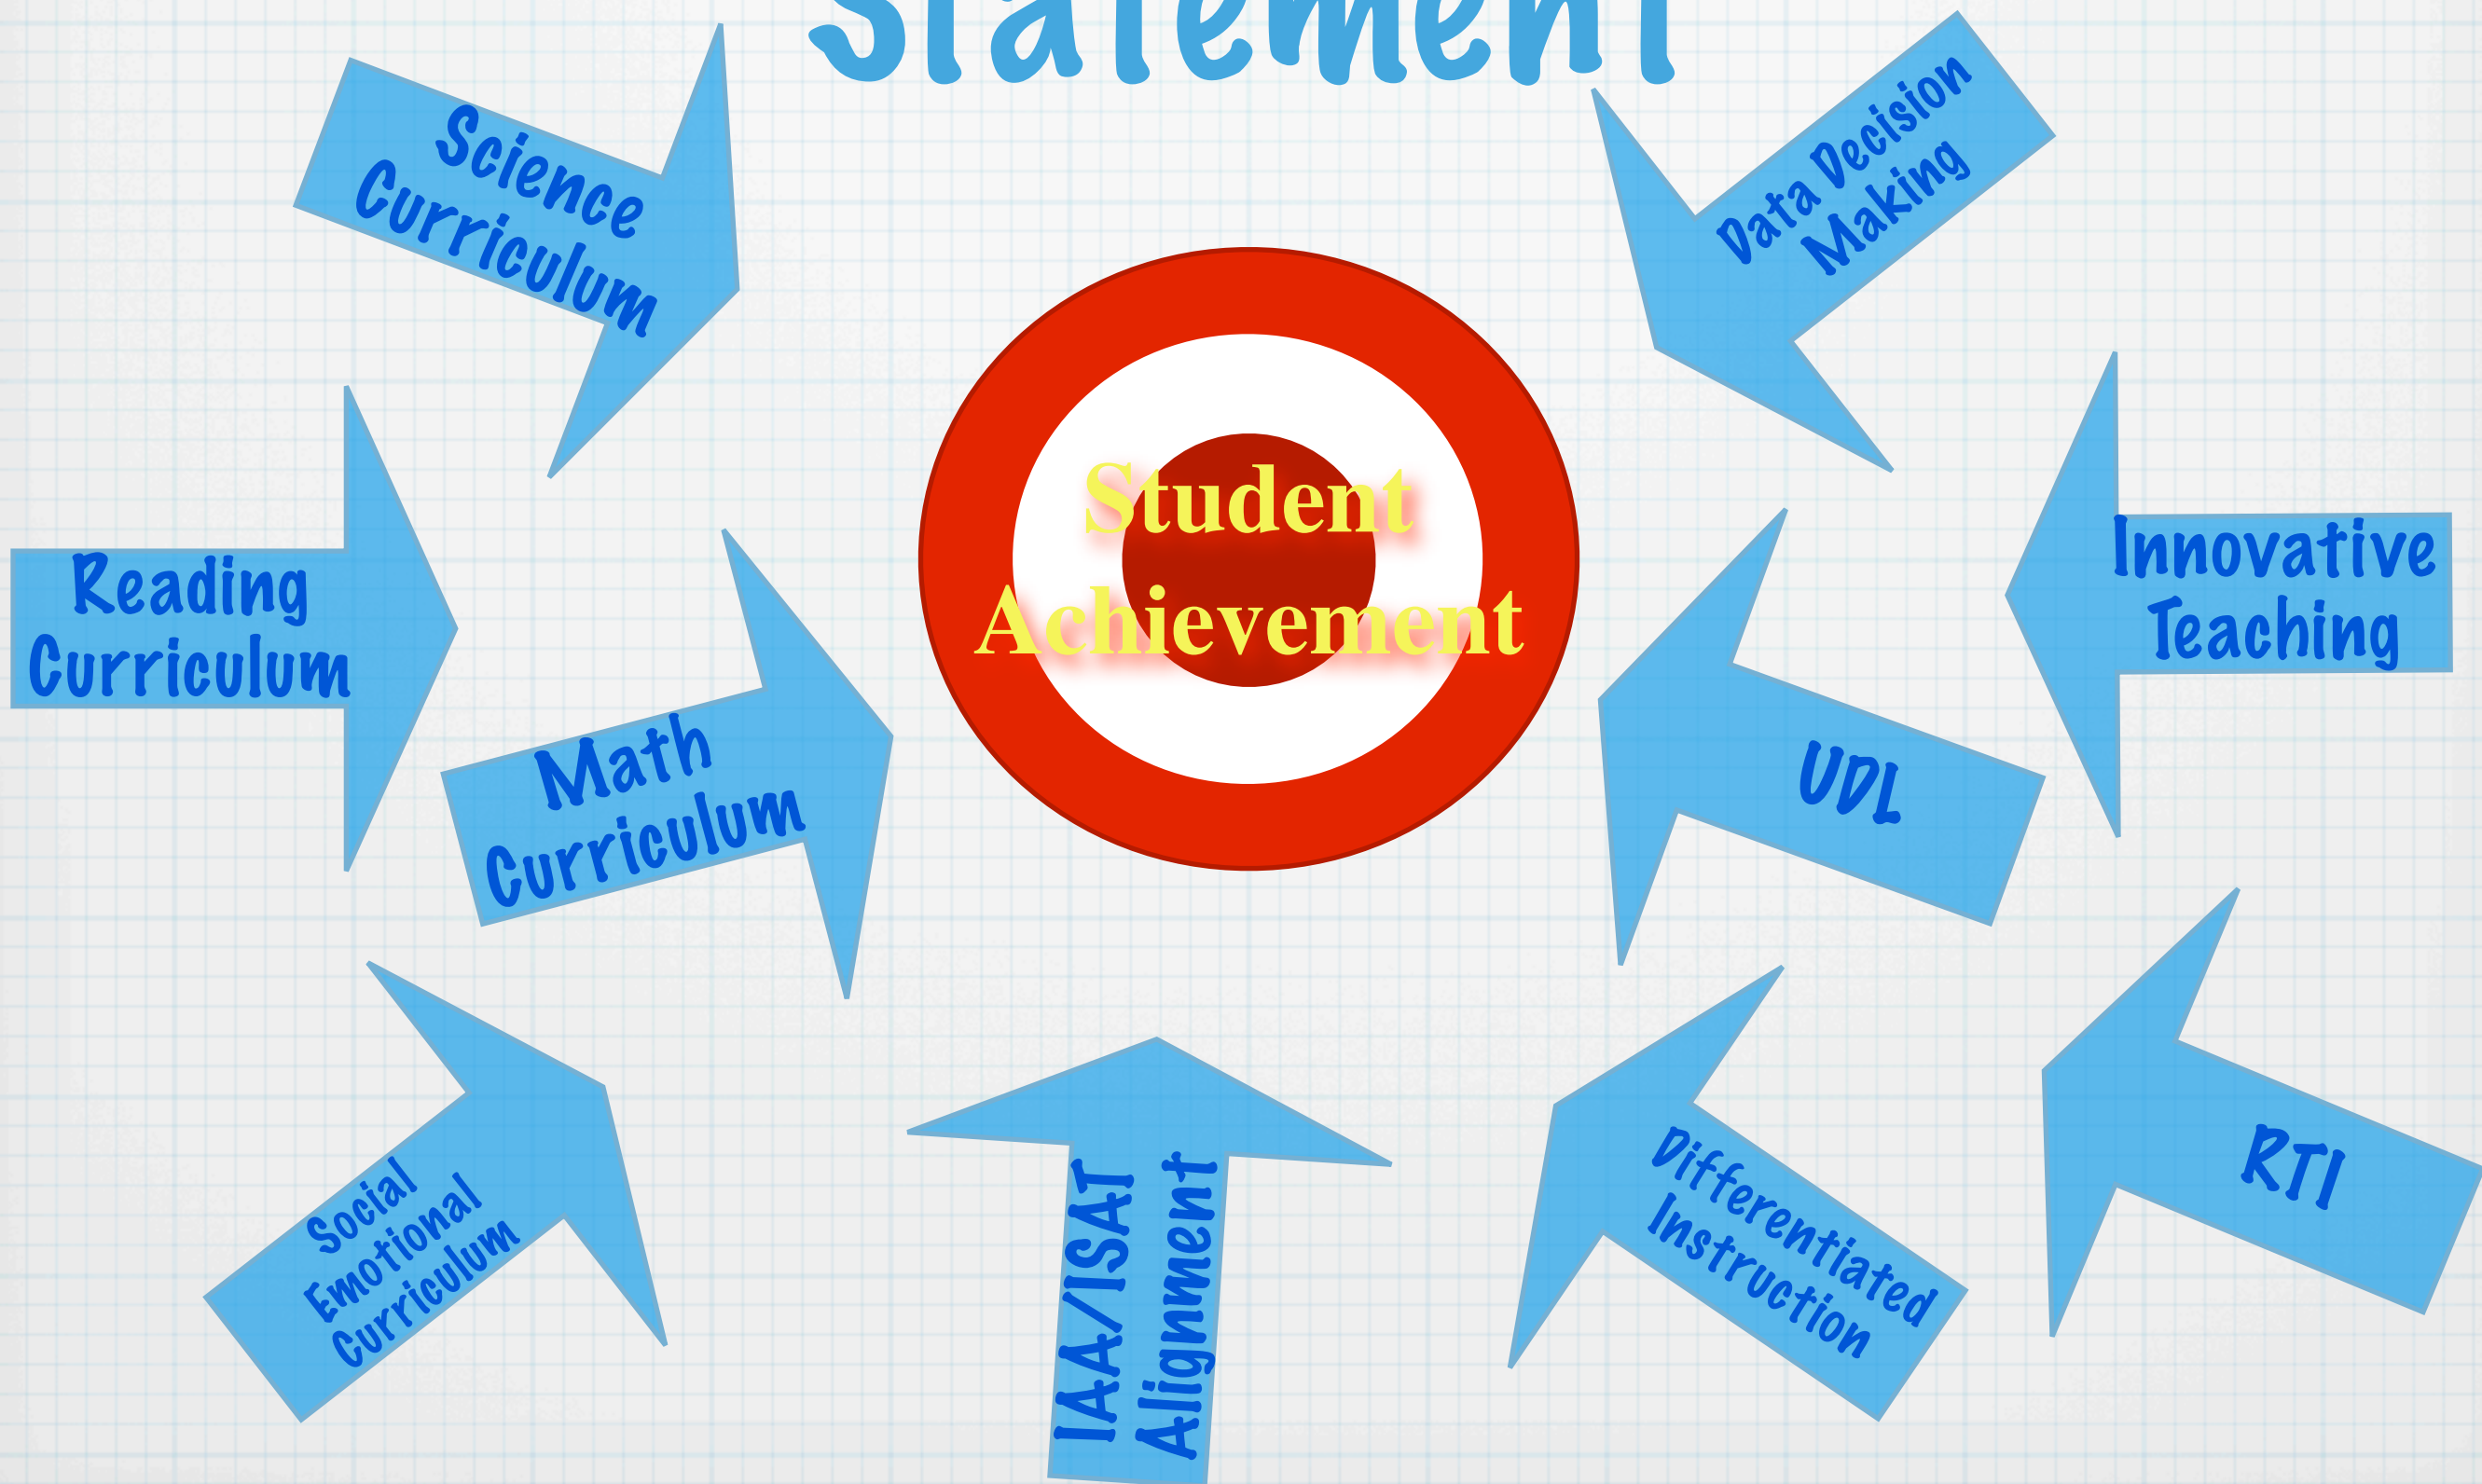 Statement
Science
Curriculum
Data Decision
Making
Student
Achievement
Reading
Curriculum
Innovative
Teaching
Math
Curriculum
UDL
Social
Emotional
Curriculum
IAA/ISAT
Alignment
Differentiated
Instruction
RTI